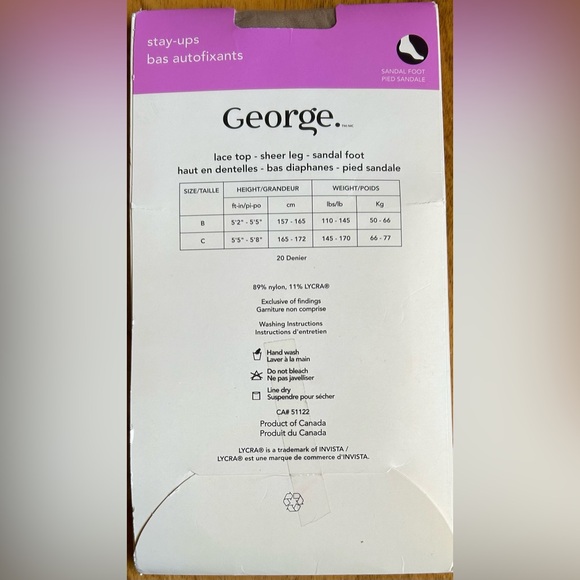 stay-ups
bas autofixants
SANDAL FOOT
PIED SANDALE
George.
lace top - sheer leg - sandal foot
haut en dentelles - bas diaphanes - pied sandale
SIZE/TAILLE HEIGHT/GRANDEUR WEIGHT/POIDS
ft-in/pi-po cm lbs/lb Kg
B 5'2" - 5'5" 157 - 165 110 - 145 50 - 66
C 5'5" - 5'8" 165 - 172 145 - 170 66 - 77
20 Denier
89% nylon, 11% LYCRA®
Exclusive of findings
Garniture non comprise
Washing Instructions
Instructions d'entretien
Hand wash
Laver à la main
Do not bleach
Ne pas javelliser
Line dry
Suspendre pour sécher
CA# 51122
Product of Canada
Produit du Canada
LYCRA® is a trademark of INVISTA /
LYCRA® est une marque de commerce d'INVISTA.